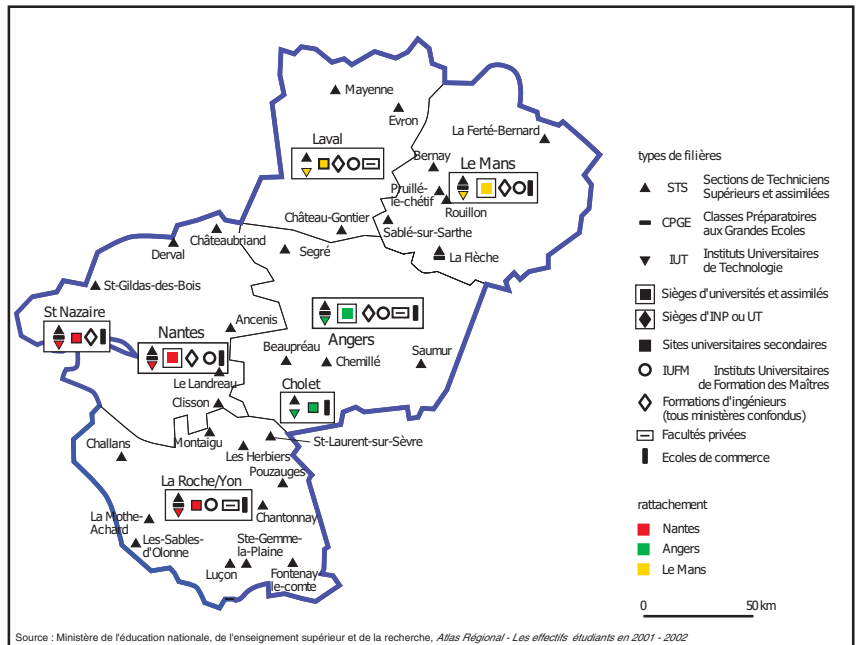 Mayenne
Evron
La Ferté-Bernard
Laval
Bernay
Le Mans
Pruillé-
le-chétif
Rouillon
Château-Gontier
Sablé-sur-Sarthe
Châteaubriand
Derval
Segré
La Flèche
St-Gildas-des-Bois
St Nazaire
Nantes
Ancenis
Angers
Beaupréau
Chemillé
Saumur
Le Landreau
Cholet
Clisson
Challans
Montaigu
St-Laurent-sur-Sèvre
Les Herbiers
Pouzauges
La Roche/Yon
La Mothe-
Achard
Chantonnay
Les-Sables-
d'Olonne
Ste-Gemme-
la-Plaine
Luçon
Fontenay-
le-comte
types de filières
STS Sections de Techniciens
Supérieurs et assimilées
CPGE Classes Préparatoires
aux Grandes Ecoles
IUT Instituts Universitaires
de Technologie
Sièges d'universités et assimilés
Sièges d'INP ou UT
Sites universitaires secondaires
IUFM Instituts Universitaires
de Formation des Maîtres
Formations d'ingénieurs
(tous ministères confondus)
Facultés privées
Ecoles de commerce
rattachement
Nantes
Angers
Le Mans
0 50 km
Source : Ministère de l'éducation nationale, de l'enseignement supérieur et de la recherche, Atlas Régional - Les effectifs étudiants en 2001 - 2002